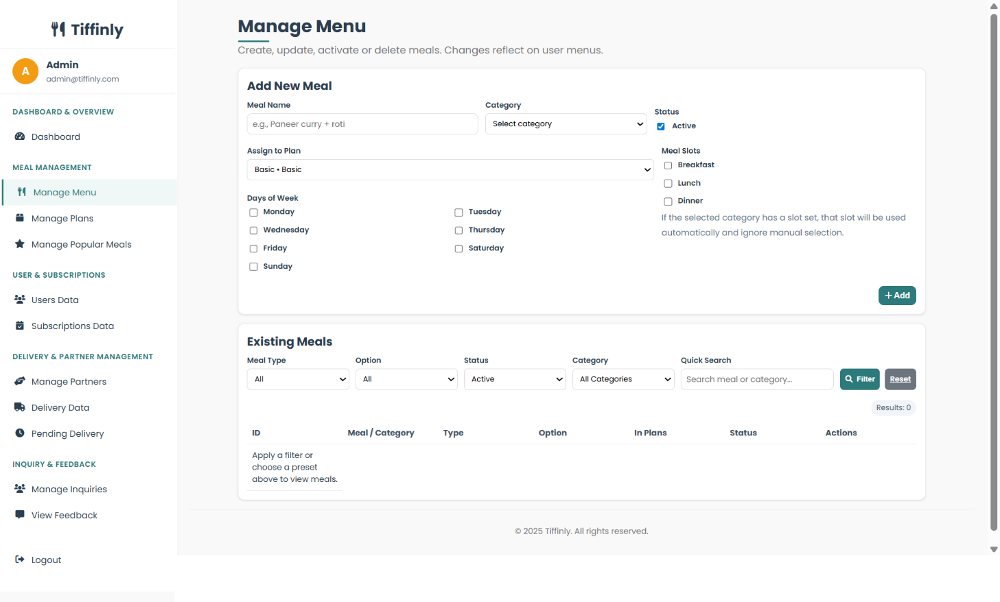 Tiffinly
A
Admin
admin@tiffinly.com
DASHBOARD & OVERVIEW
Dashboard
MEAL MANAGEMENT
Manage Menu
Manage Plans
Manage Popular Meals
USER & SUBSCRIPTIONS
Users Data
Subscriptions Data
DELIVERY & PARTNER MANAGEMENT
Manage Partners
Delivery Data
Pending Delivery
INQUIRY & FEEDBACK
Manage Inquiries
View Feedback
Logout
Manage Menu
Create, update, activate or delete meals. Changes reflect on user menus.
Add New Meal
Meal Name
e.g., Paneer curry + roti
Category
Select category
Status
Active
Assign to Plan
Basic • Basic
Meal Slots
Breakfast
Lunch
Dinner
If the selected category has a slot set, that slot will be used
automatically and ignore manual selection.
Days of Week
Monday
Tuesday
Wednesday
Thursday
Friday
Saturday
Sunday
+ Add
Existing Meals
Meal Type
All
Option
All
Status
Active
Category
All Categories
Quick Search
Search meal or category...
Filter
Reset
Results: 0
ID Meal / Category Type Option In Plans Status Actions
Apply a filter or
choose a preset
above to view meals.
© 2025 Tiffinly. All rights reserved.